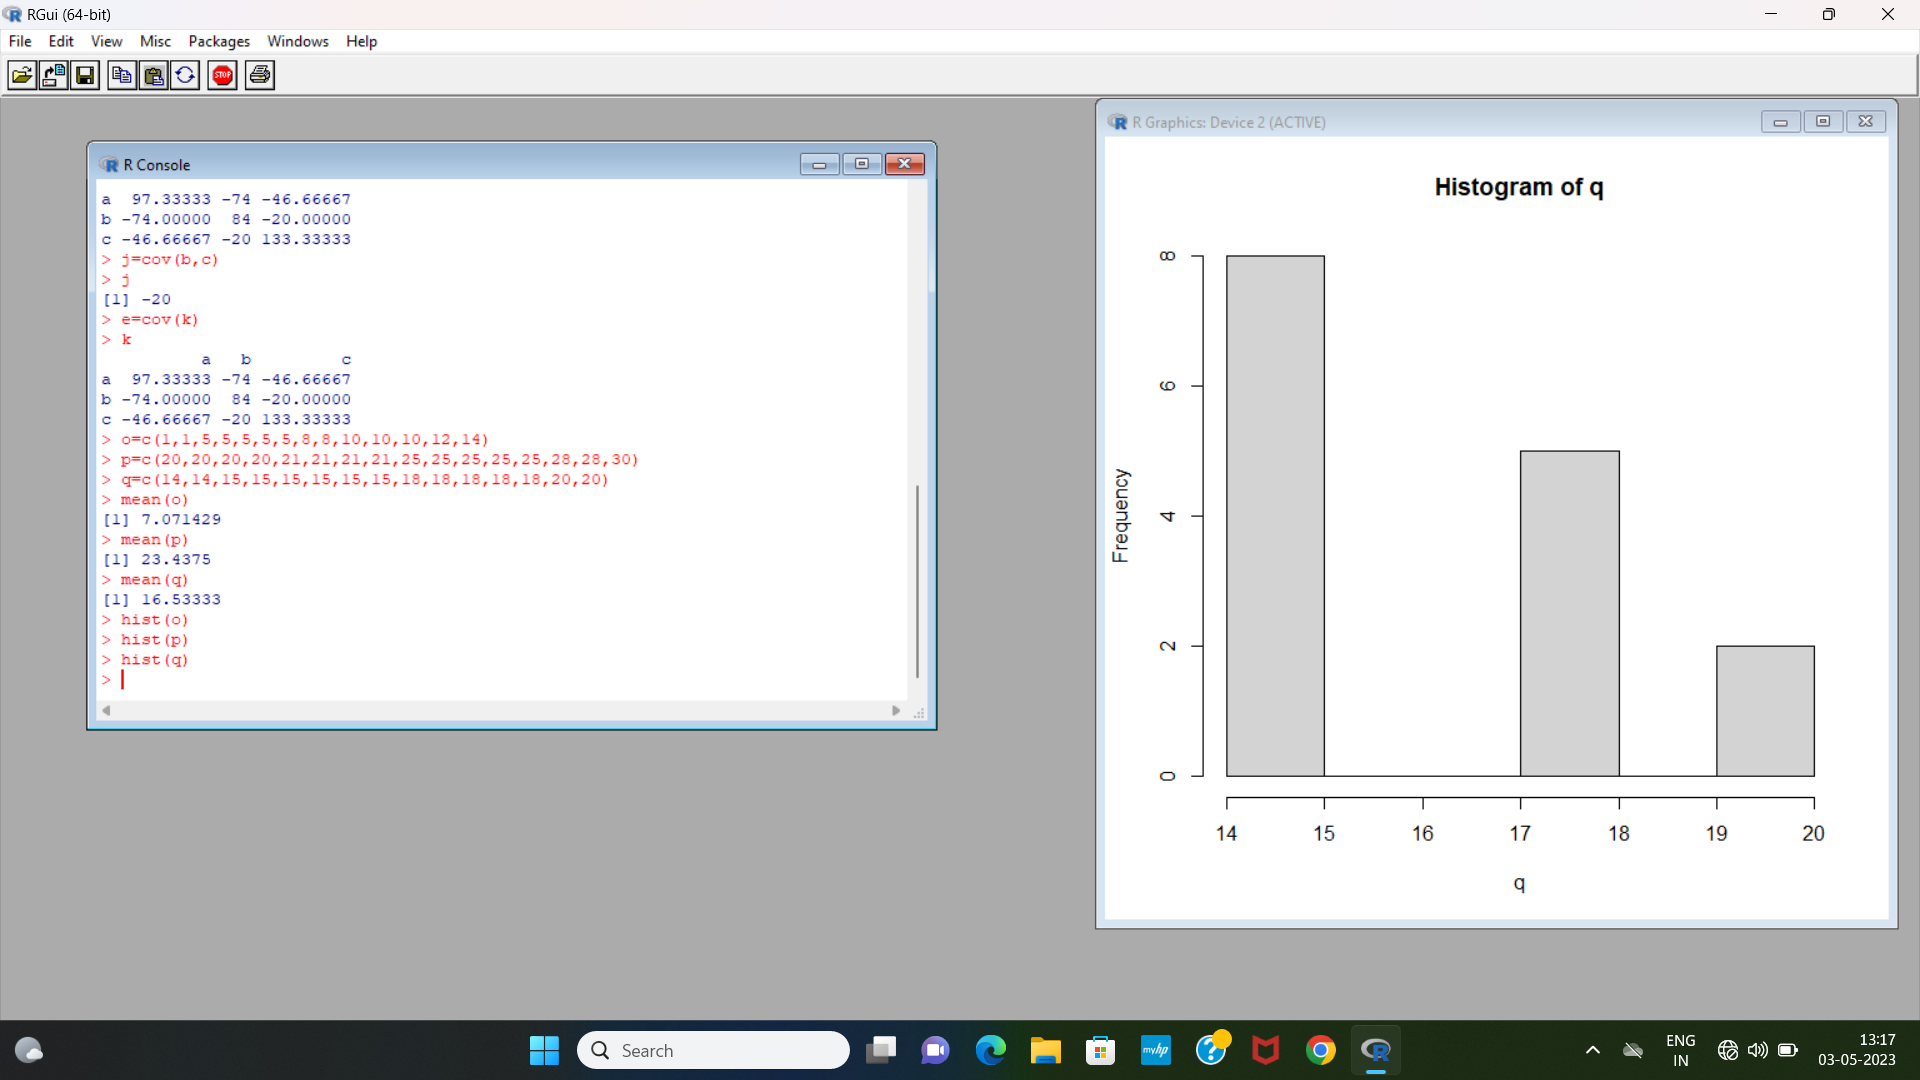 RGui (64-bit)
File Edit View Misc Packages Windows Help
STOP
R Console
a 97.33333 -74 -46.66667
b -74.00000 84 -20.00000
c -46.66667 -20 133.33333
> j=cov(b,c)
> j
[1] -20
> e=cov(k)
> k
a b c
a 97.33333 -74 -46.66667
b -74.00000 84 -20.00000
c -46.66667 -20 133.33333
> o=c(1,1,5,5,5,5,5,8,8,10,10,10,12,14)
> p=c(20,20,20,20,21,21,21,21,25,25,25,25,25,28,28,30)
> q=c(14,14,15,15,15,15,15,15,18,18,18,18,18,20,20)
> mean(o)
[1] 7.071429
> mean(p)
[1] 23.4375
> mean(q)
[1] 16.53333
> hist(o)
> hist(p)
> hist(q)
>
R Graphics: Device 2 (ACTIVE)
Histogram of q
Frequency
8
6
4
2
0
14 15 16 17 18 19 20
q
Search
myhp
ENG
IN
13:17
03-05-2023